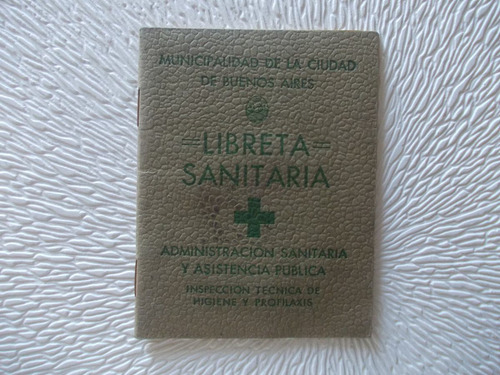 MUNICIPALIDAD DE LA CIUDAD
DE BUENOS AIRES
=LIBRETA=
SANITARIA
ADMINISTRACION SANITARIA
Y ASISTENCIA PUBLICA
INSPECCION TECNICA DE
HIGIENE Y PROFILAXIS